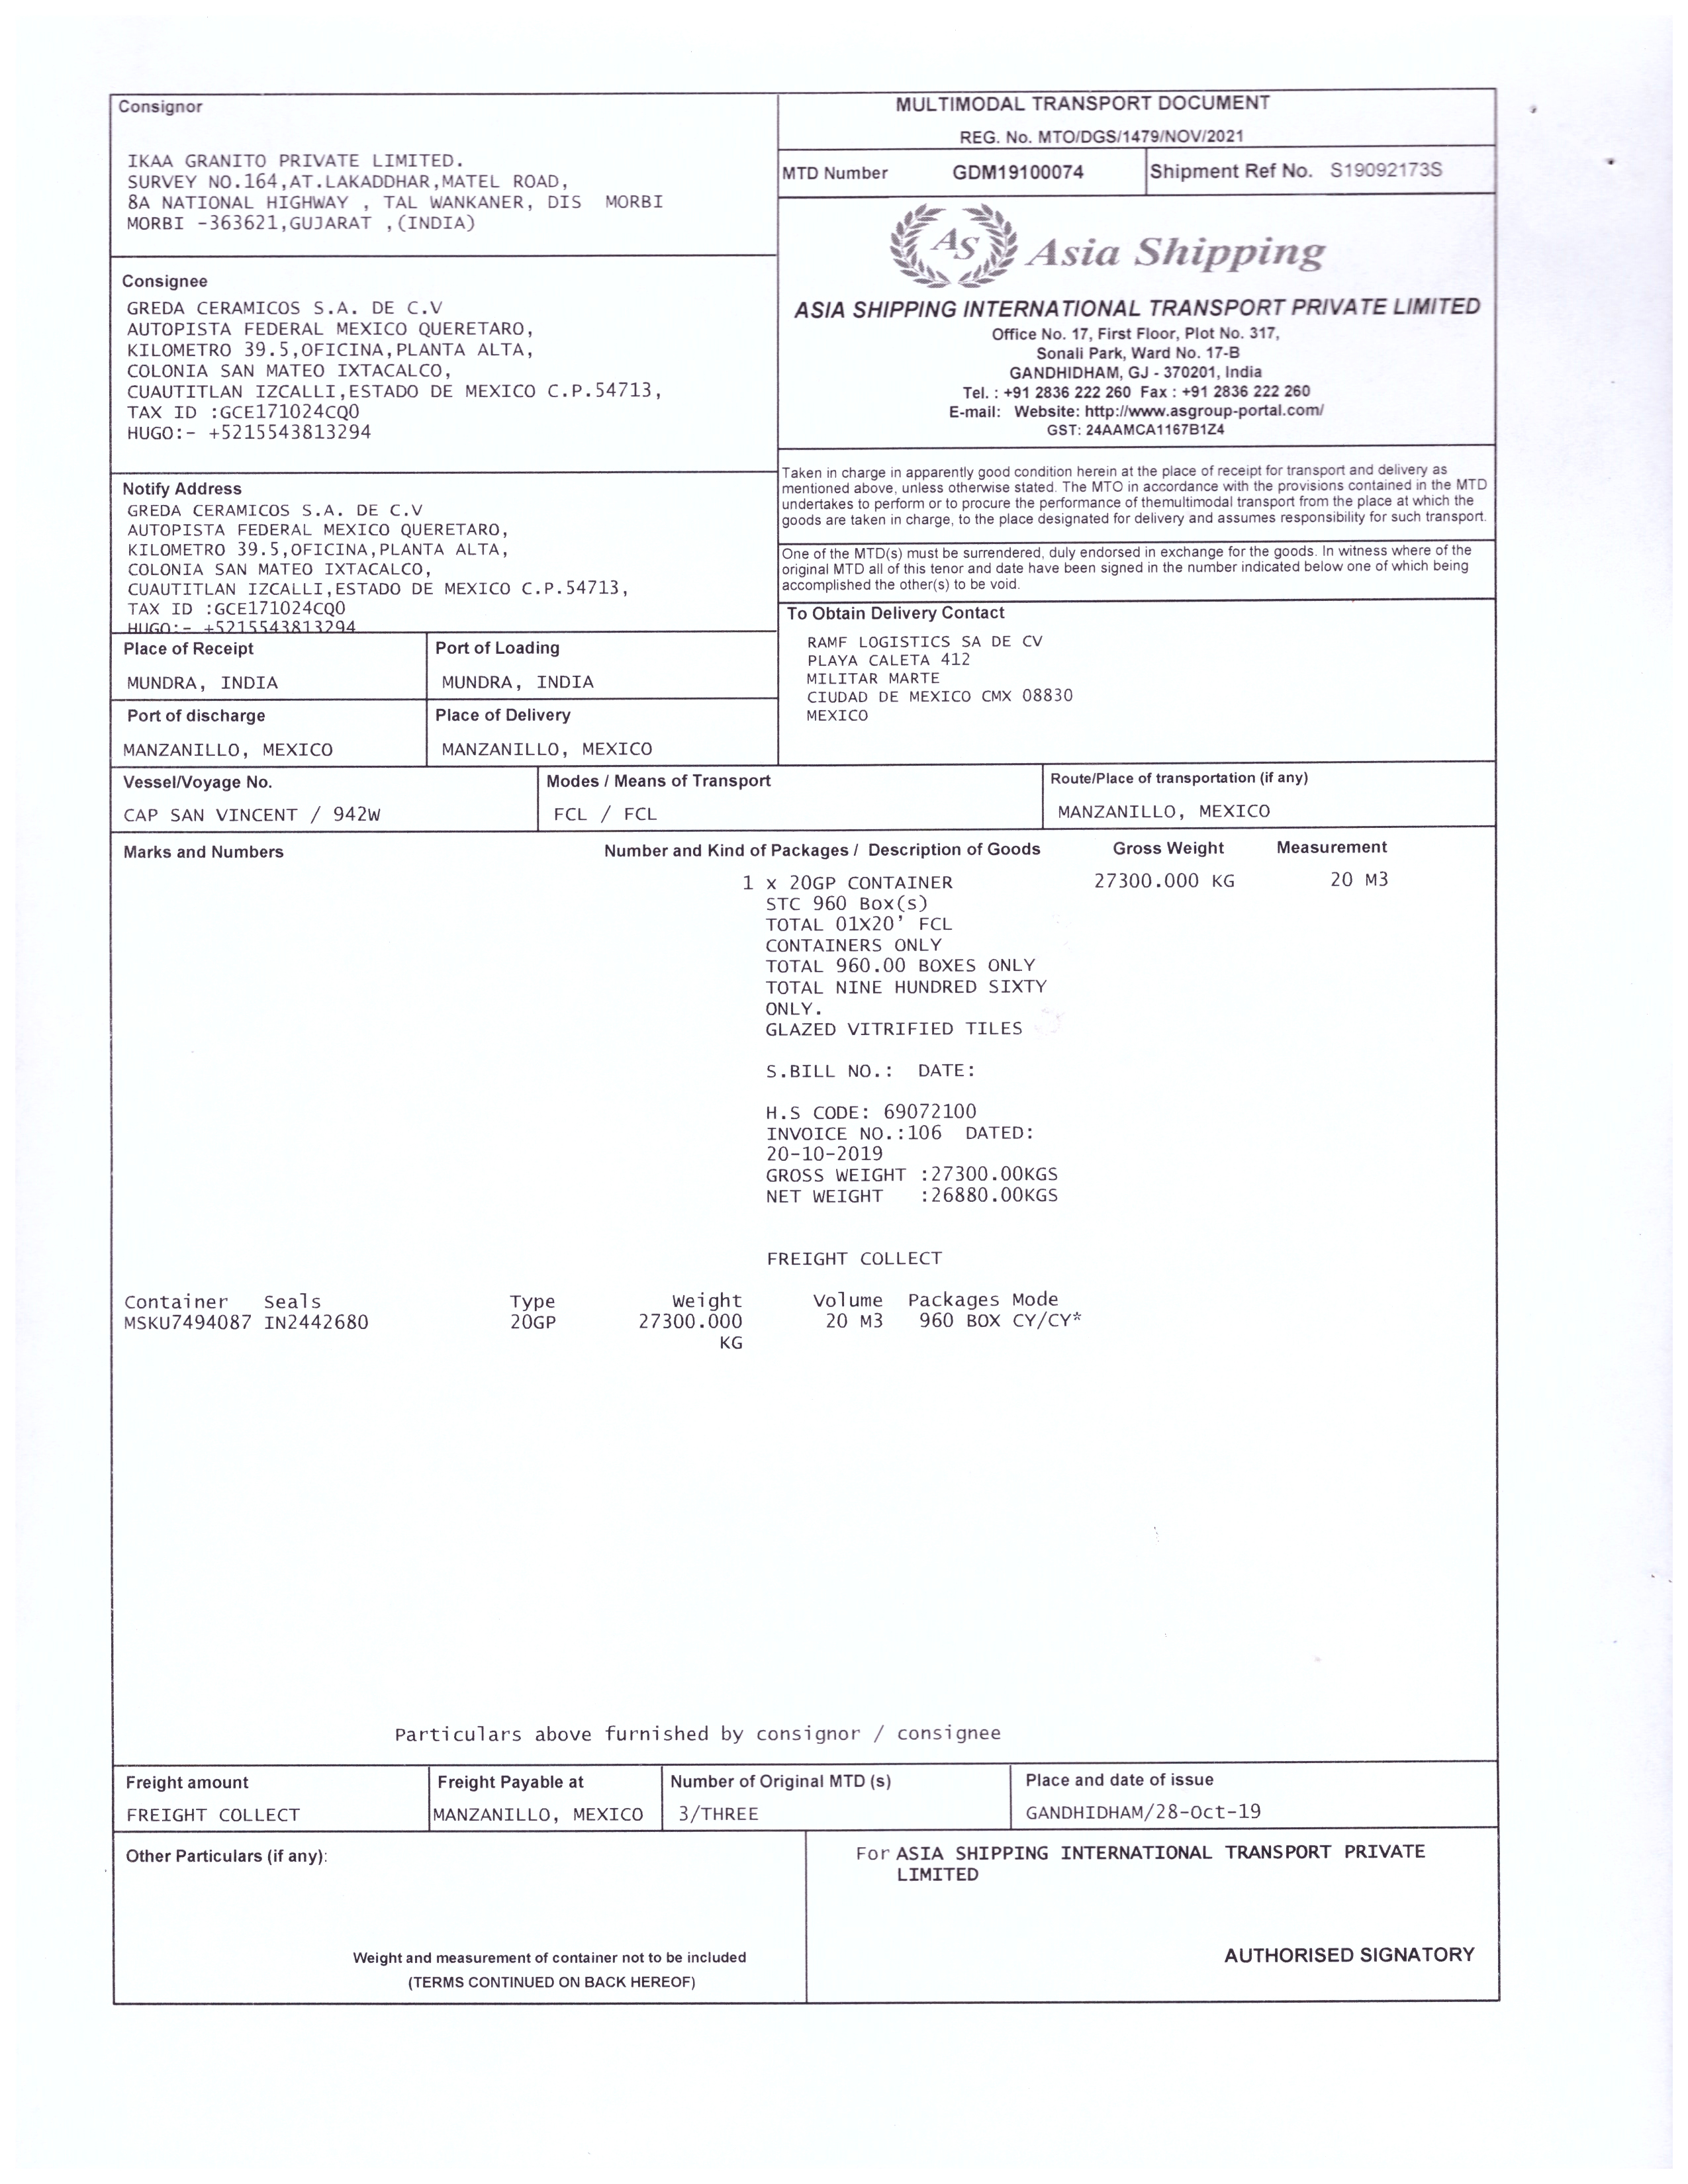 Consignor
IKAA GRANITO PRIVATE LIMITED.
SURVEY NO.164,AT.LAKADDHAR,MATEL ROAD,
8A NATIONAL HIGHWAY , TAL WANKANER, DIS  MORBI
MORBI -363621,GUJARAT ,(INDIA)
MULTIMODAL TRANSPORT DOCUMENT
REG. No. MTO/DGS/1479/NOV/2021
MTD Number GDM19100074 Shipment Ref No. S19092173S
AS Asia Shipping
ASIA SHIPPING INTERNATIONAL TRANSPORT PRIVATE LIMITED
Office No. 17, First Floor, Plot No. 317,
Sonali Park, Ward No. 17-B
GANDHIDHAM, GJ - 370201, India
Tel. : +91 2836 222 260 Fax : +91 2836 222 260
E-mail: Website: http://www.asgroup-portal.com/
GST: 24AAMCA1167B1Z4
Consignee
GREDA CERAMICOS S.A. DE C.V
AUTOPISTA FEDERAL MEXICO QUERETARO,
KILOMETRO 39.5,OFICINA,PLANTA ALTA,
COLONIA SAN MATEO IXTACALCO,
CUAUTITLAN IZCALLI,ESTADO DE MEXICO C.P.54713,
TAX ID :GCE171024CQ0
HUGO:- +5215543813294
Notify Address
GREDA CERAMICOS S.A. DE C.V
AUTOPISTA FEDERAL MEXICO QUERETARO,
KILOMETRO 39.5,OFICINA,PLANTA ALTA,
COLONIA SAN MATEO IXTACALCO,
CUAUTITLAN IZCALLI,ESTADO DE MEXICO C.P.54713,
TAX ID :GCE171024CQ0
HUGO:- +5215543813294
Taken in charge in apparently good condition herein at the place of receipt for transport and delivery as
mentioned above, unless otherwise stated. The MTO in accordance with the provisions contained in the MTD
undertakes to perform or to procure the performance of themultimodal transport from the place at which the
goods are taken in charge, to the place designated for delivery and assumes responsibility for such transport.
One of the MTD(s) must be surrendered, duly endorsed in exchange for the goods. In witness where of the
original MTD all of this tenor and date have been signed in the number indicated below one of which being
accomplished the other(s) to be void.
To Obtain Delivery Contact
RAMF LOGISTICS SA DE CV
PLAYA CALETA 412
MILITAR MARTE
CIUDAD DE MEXICO CMX 08830
MEXICO
Place of Receipt Port of Loading
MUNDRA, INDIA MUNDRA, INDIA
Port of discharge Place of Delivery
MANZANILLO, MEXICO MANZANILLO, MEXICO
Vessel/Voyage No. Modes / Means of Transport Route/Place of transportation (if any)
CAP SAN VINCENT / 942W FCL / FCL MANZANILLO, MEXICO
Marks and Numbers Number and Kind of Packages / Description of Goods Gross Weight Measurement
1 x 20GP CONTAINER 27300.000 KG 20 M3
STC 960 Box(s)
TOTAL 01X20' FCL
CONTAINERS ONLY
TOTAL 960.00 BOXES ONLY
TOTAL NINE HUNDRED SIXTY
ONLY.
GLAZED VITRIFIED TILES
S.BILL NO.: DATE:
H.S CODE: 69072100
INVOICE NO.:106 DATED:
20-10-2019
GROSS WEIGHT :27300.00KGS
NET WEIGHT :26880.00KGS
FREIGHT COLLECT
Container Seals Type Weight Volume Packages Mode
MSKU7494087 IN2442680 20GP 27300.000 20 M3 960 BOX CY/CY*
KG
Particulars above furnished by consignor / consignee
Freight amount Freight Payable at Number of Original MTD (s) Place and date of issue
FREIGHT COLLECT MANZANILLO, MEXICO 3/THREE GANDHIDHAM/28-Oct-19
Other Particulars (if any):
For ASIA SHIPPING INTERNATIONAL TRANSPORT PRIVATE
LIMITED
Weight and measurement of container not to be included
(TERMS CONTINUED ON BACK HEREOF)
AUTHORISED SIGNATORY